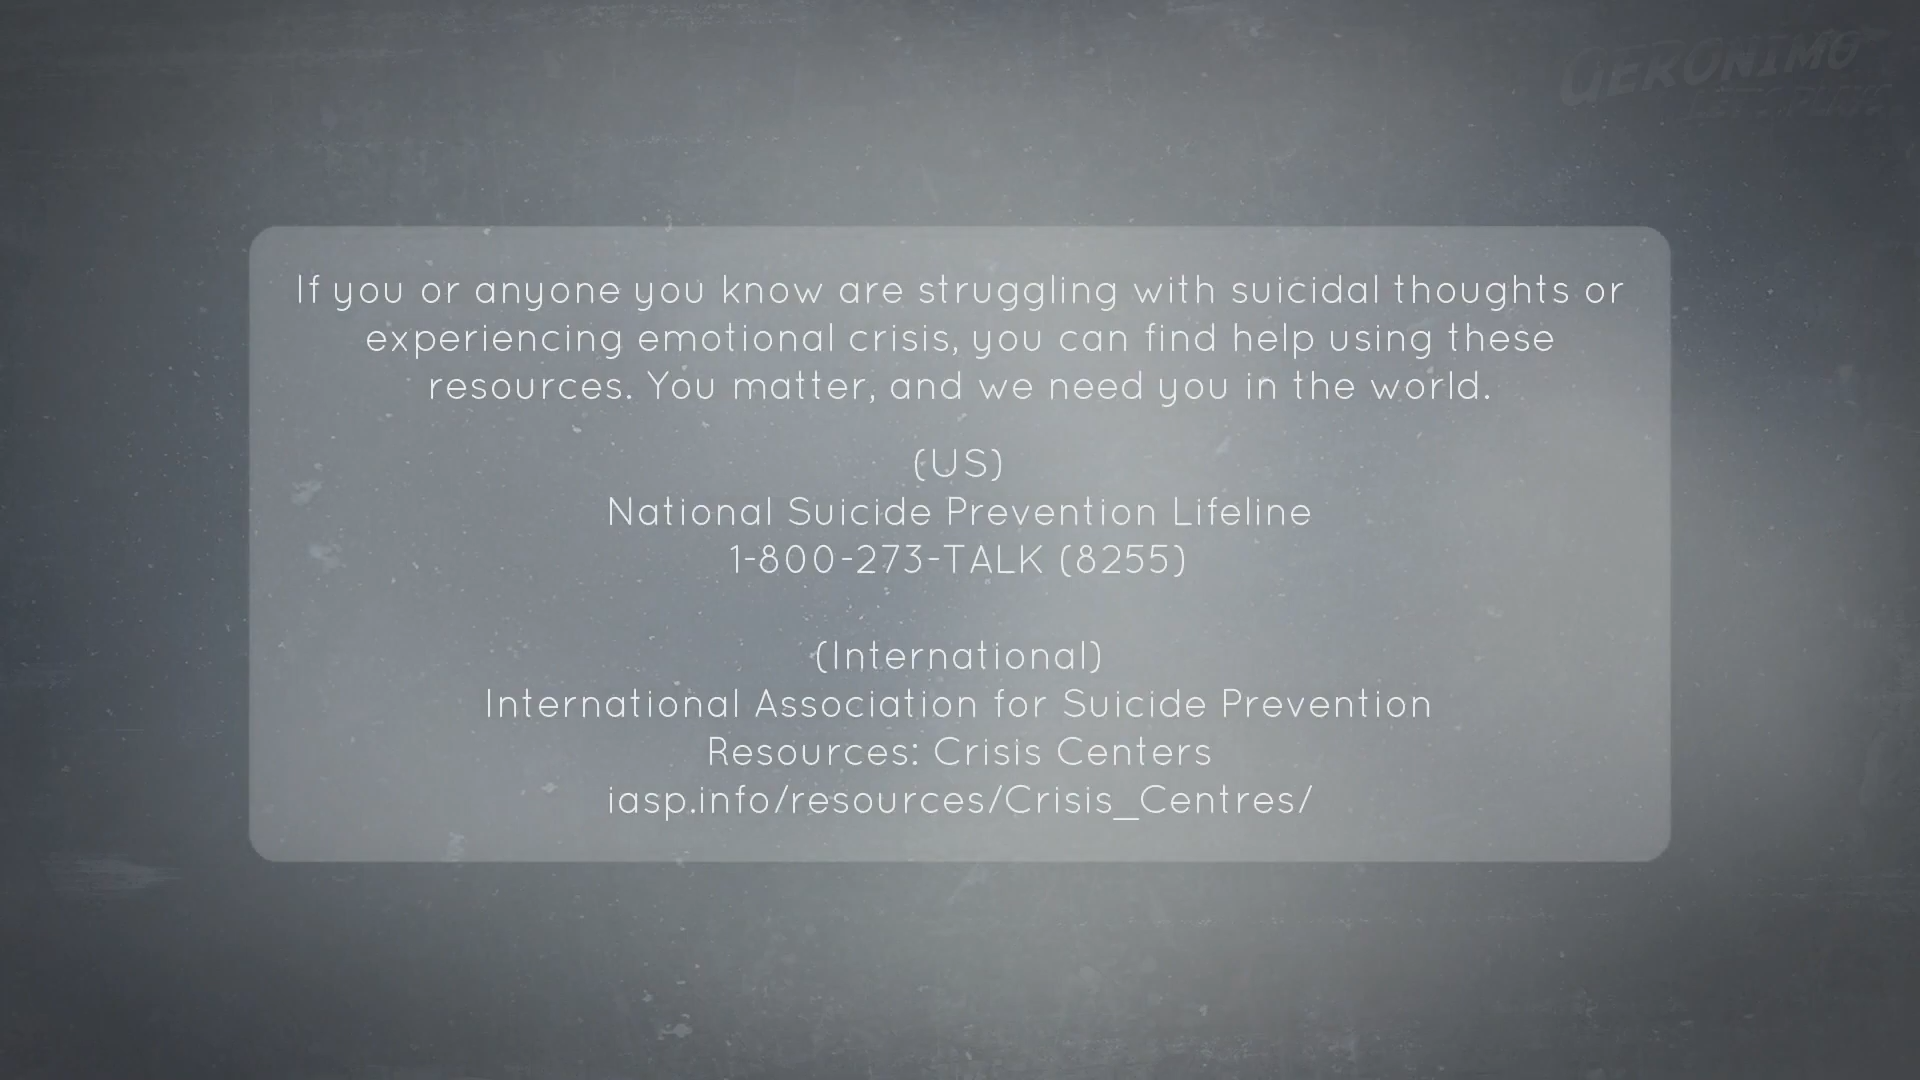 GERONIMO
If you or anyone you know are struggling with suicidal thoughts or
experiencing emotional crisis, you can find help using these
resources. You matter, and we need you in the world.
(US)
National Suicide Prevention Lifeline
1-800-273-TALK (8255)
(International)
International Association for Suicide Prevention
Resources: Crisis Centers
iasp.info/resources/Crisis_Centres/